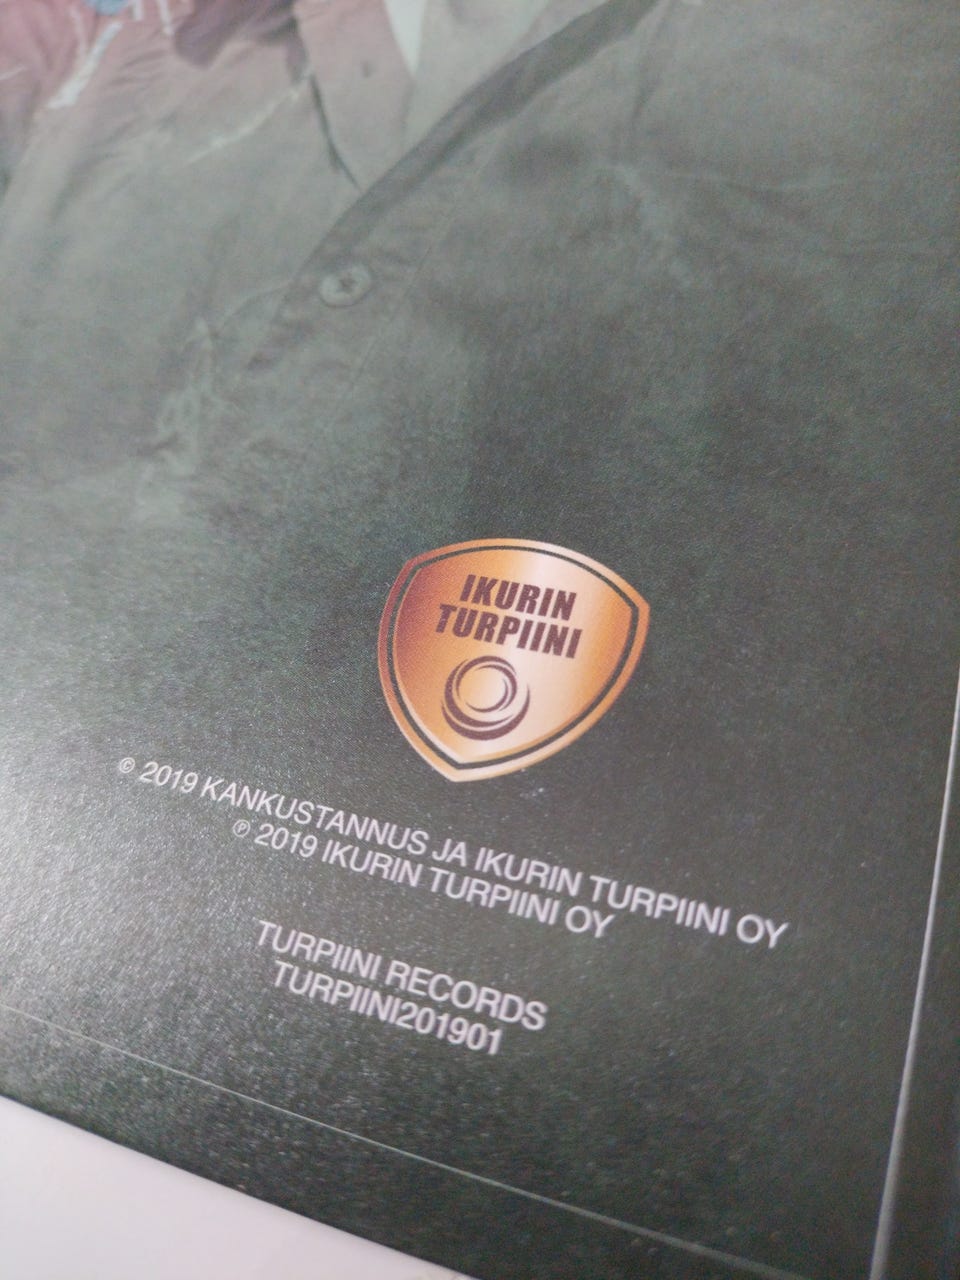 IKURIN
TURPIINI
© 2019 KANKUSTANNUS JA IKURIN TURPIINI OY
℗ 2019 IKURIN TURPIINI OY
TURPIINI RECORDS
TURPIINI201901